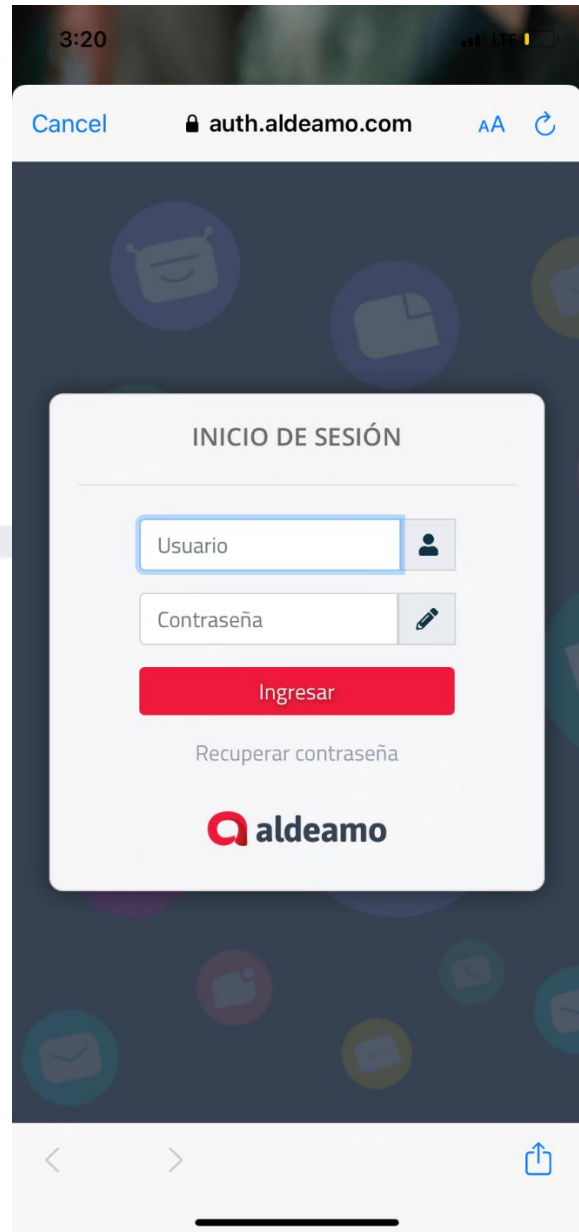 3:20
LTE
Cancel
auth.aldeamo.com
AA
INICIO DE SESIÓN
Usuario
Contraseña
Ingresar
Recuperar contraseña
aldeamo